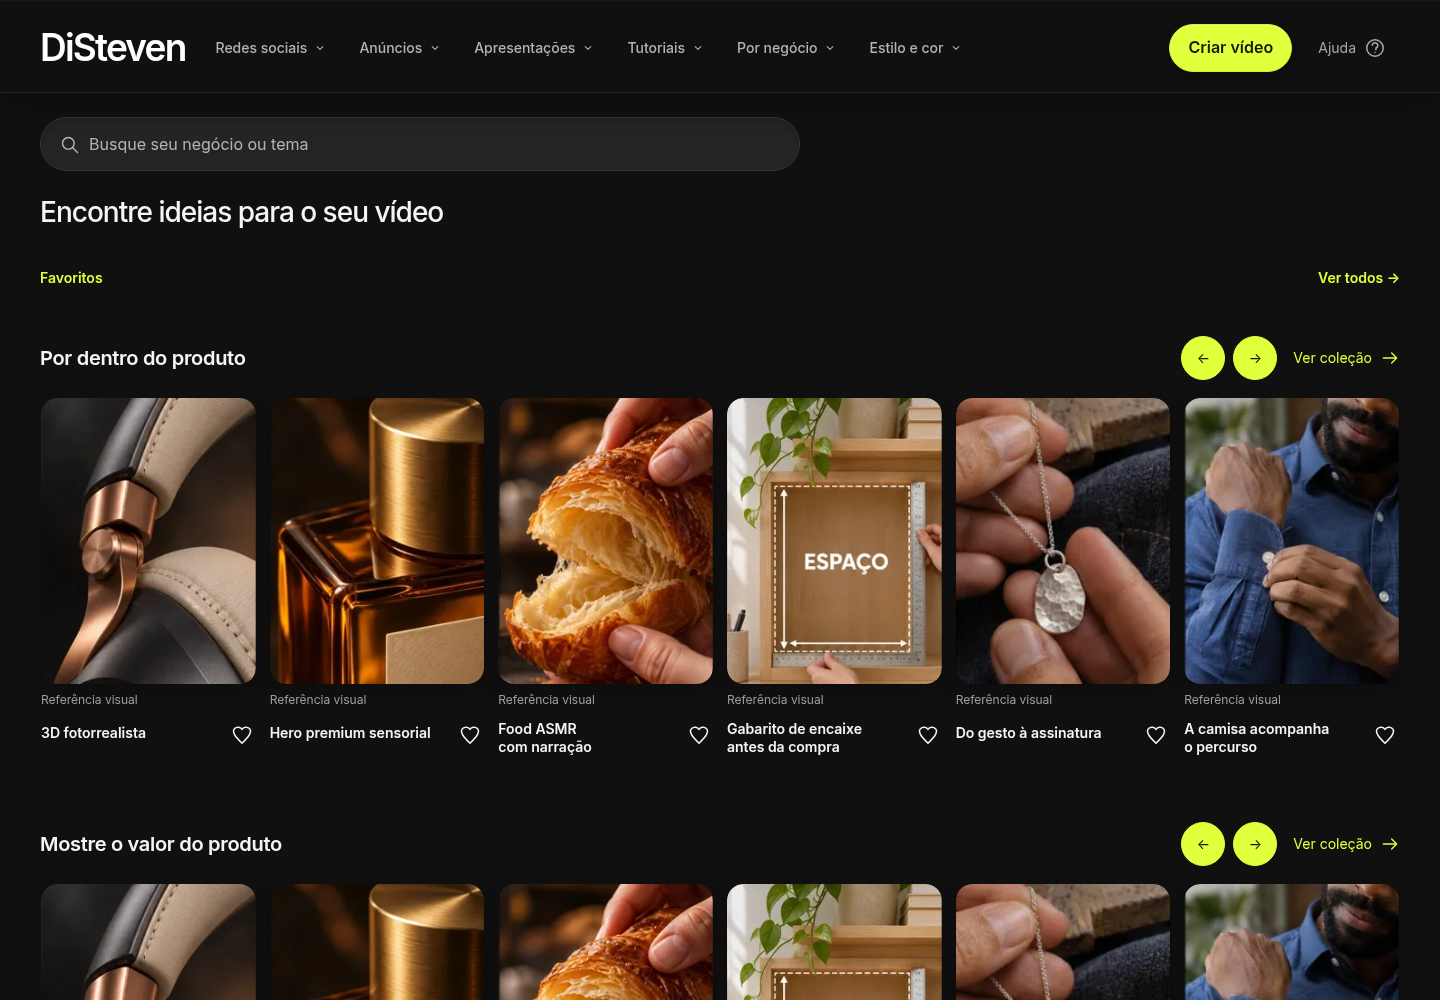 DiSteven
Redes sociais
Anúncios
Apresentações
Tutoriais
Por negócio
Estilo e cor
Criar vídeo
Ajuda
Busque seu negócio ou tema
Encontre ideias para o seu vídeo
Favoritos
Ver todos →
Por dentro do produto
Ver coleção →
ESPAÇO
Referência visual
3D fotorrealista
Referência visual
Hero premium sensorial
Referência visual
Food ASMR
com narração
Referência visual
Gabarito de encaixe
antes da compra
Referência visual
Do gesto à assinatura
Referência visual
A camisa acompanha
o percurso
Mostre o valor do produto
Ver coleção →